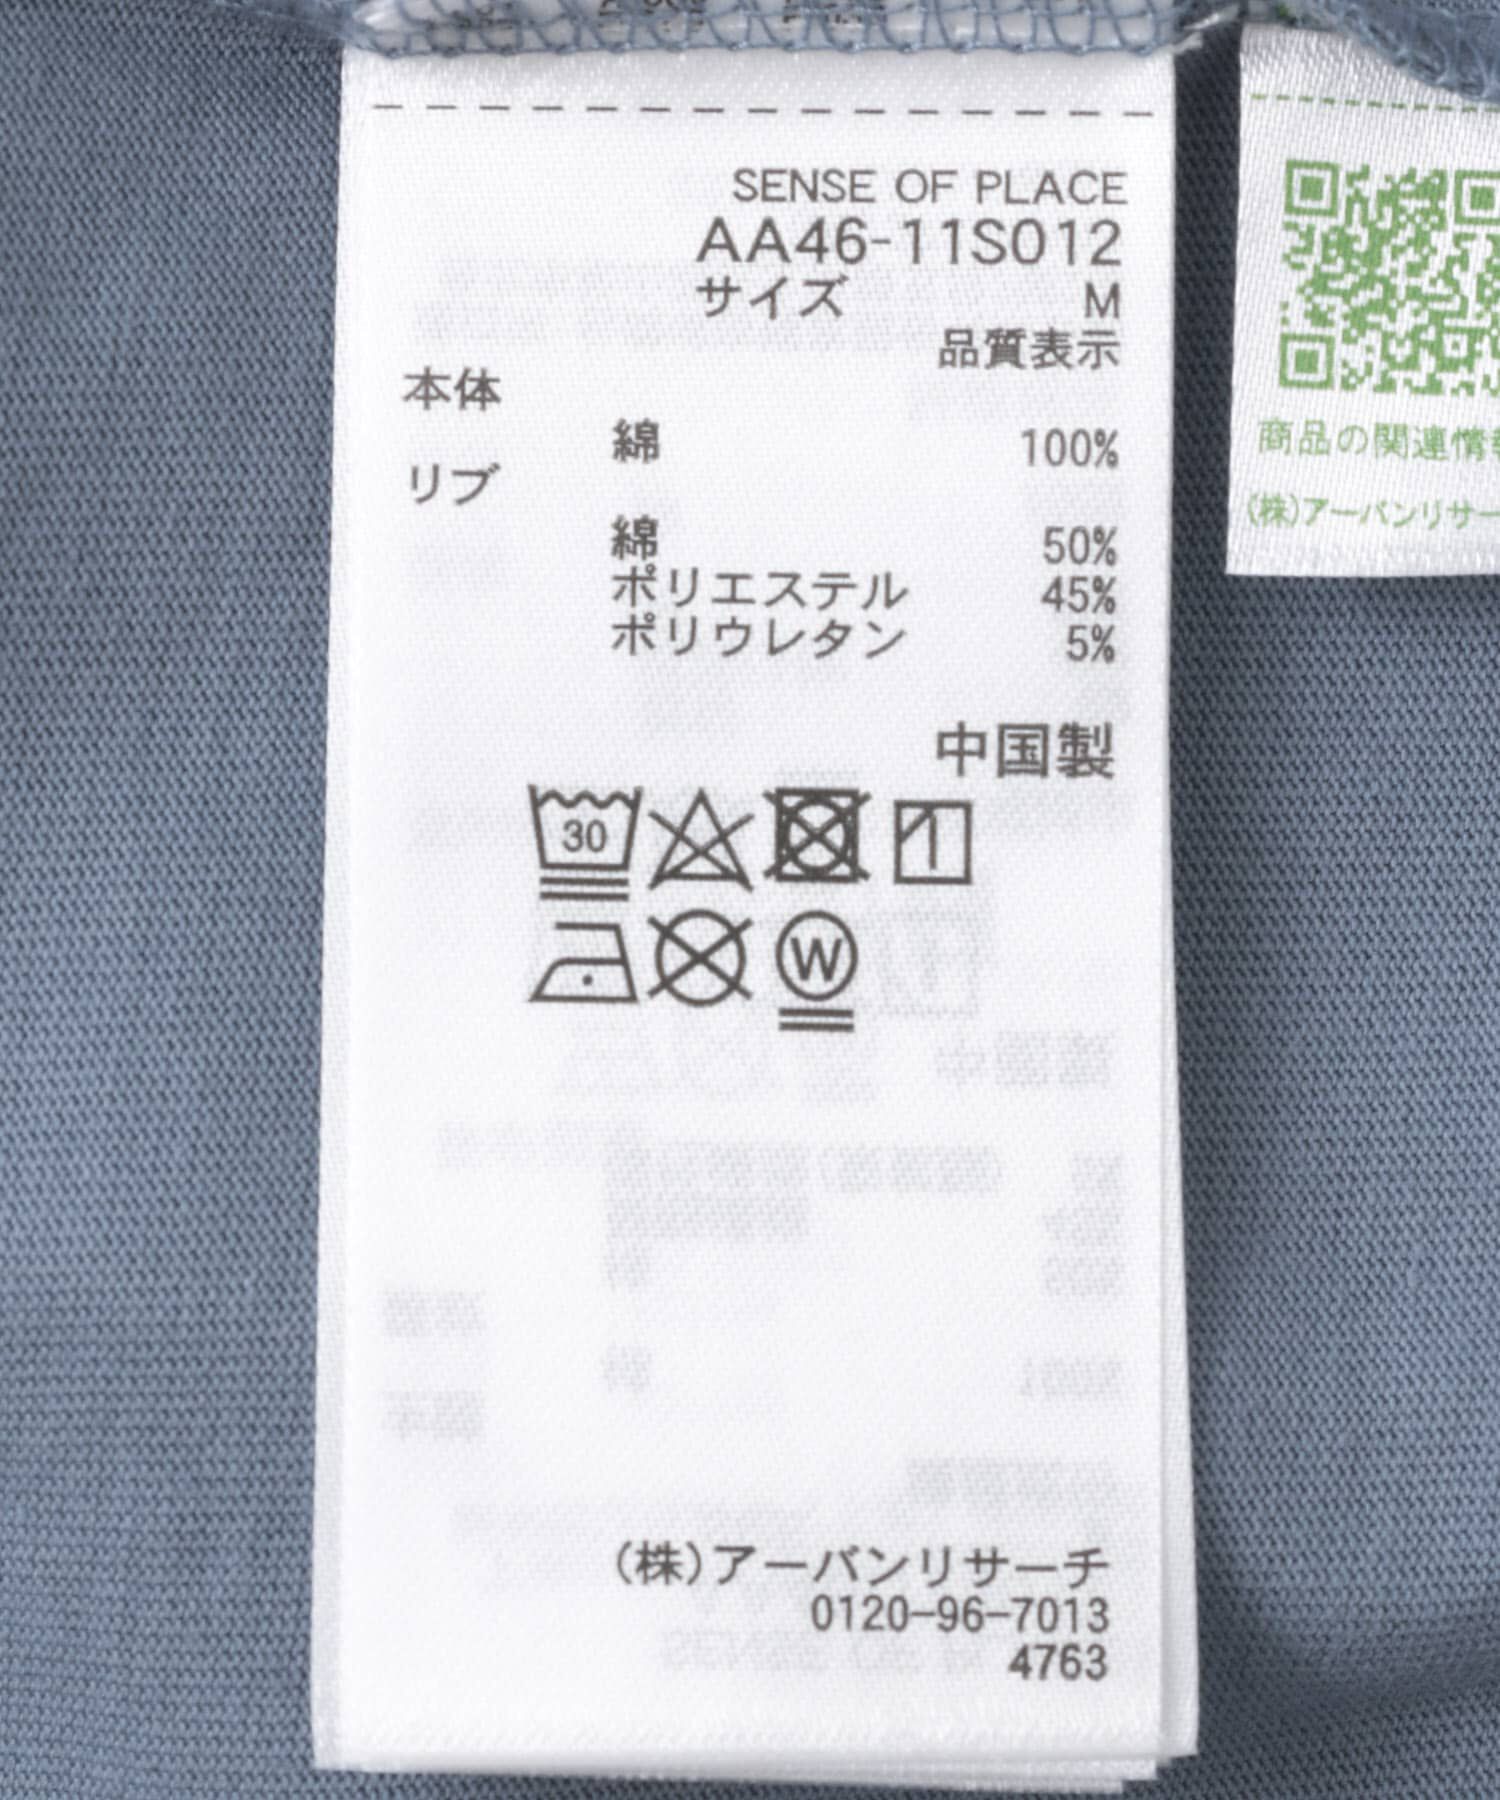 SENSE OF PLACE
AA46-11S012
サイズ M
品質表示
本体
綿 100%
リブ
綿 50%
ポリエステル 45%
ポリウレタン 5%
中国製
30
W
(株)アーバンリサーチ
0120-96-7013
4763
商品の関連情
(株)アーバンリサー